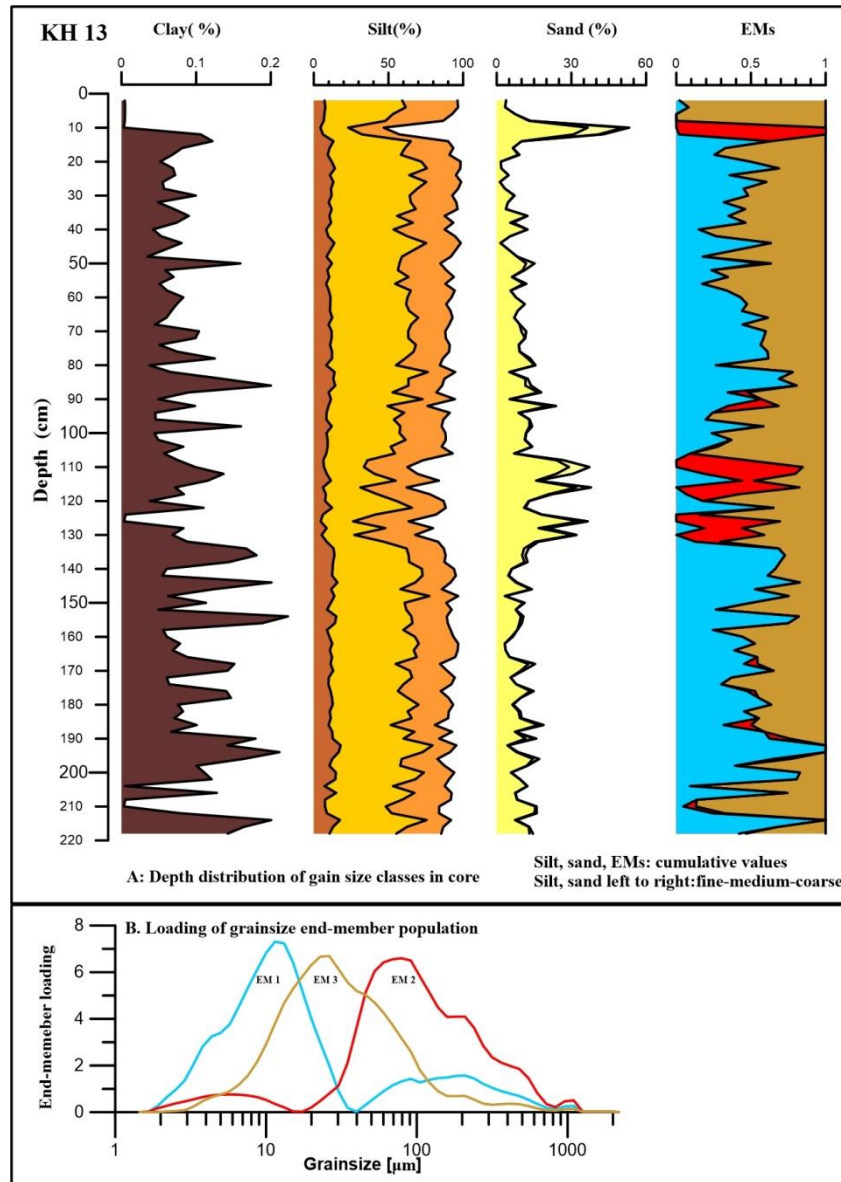 KH 13
Clay( %)
Silt(%)
Sand (%)
EMs
0 0.1 0.2
0 50 100
0 30 60
0 0.5 1
Depth (cm)
0
10
20
30
40
50
60
70
80
90
100
110
120
130
140
150
160
170
180
190
200
210
220
A: Depth distribution of gain size classes in core
Silt, sand, EMs: cumulative values
Silt, sand left to right:fine-medium-coarse
B. Loading of grainsize end-member population
End-memeber loading
8
6
4
2
0
EM 1
EM 3
EM 2
1 10 100 1000
Grainsize [µm]